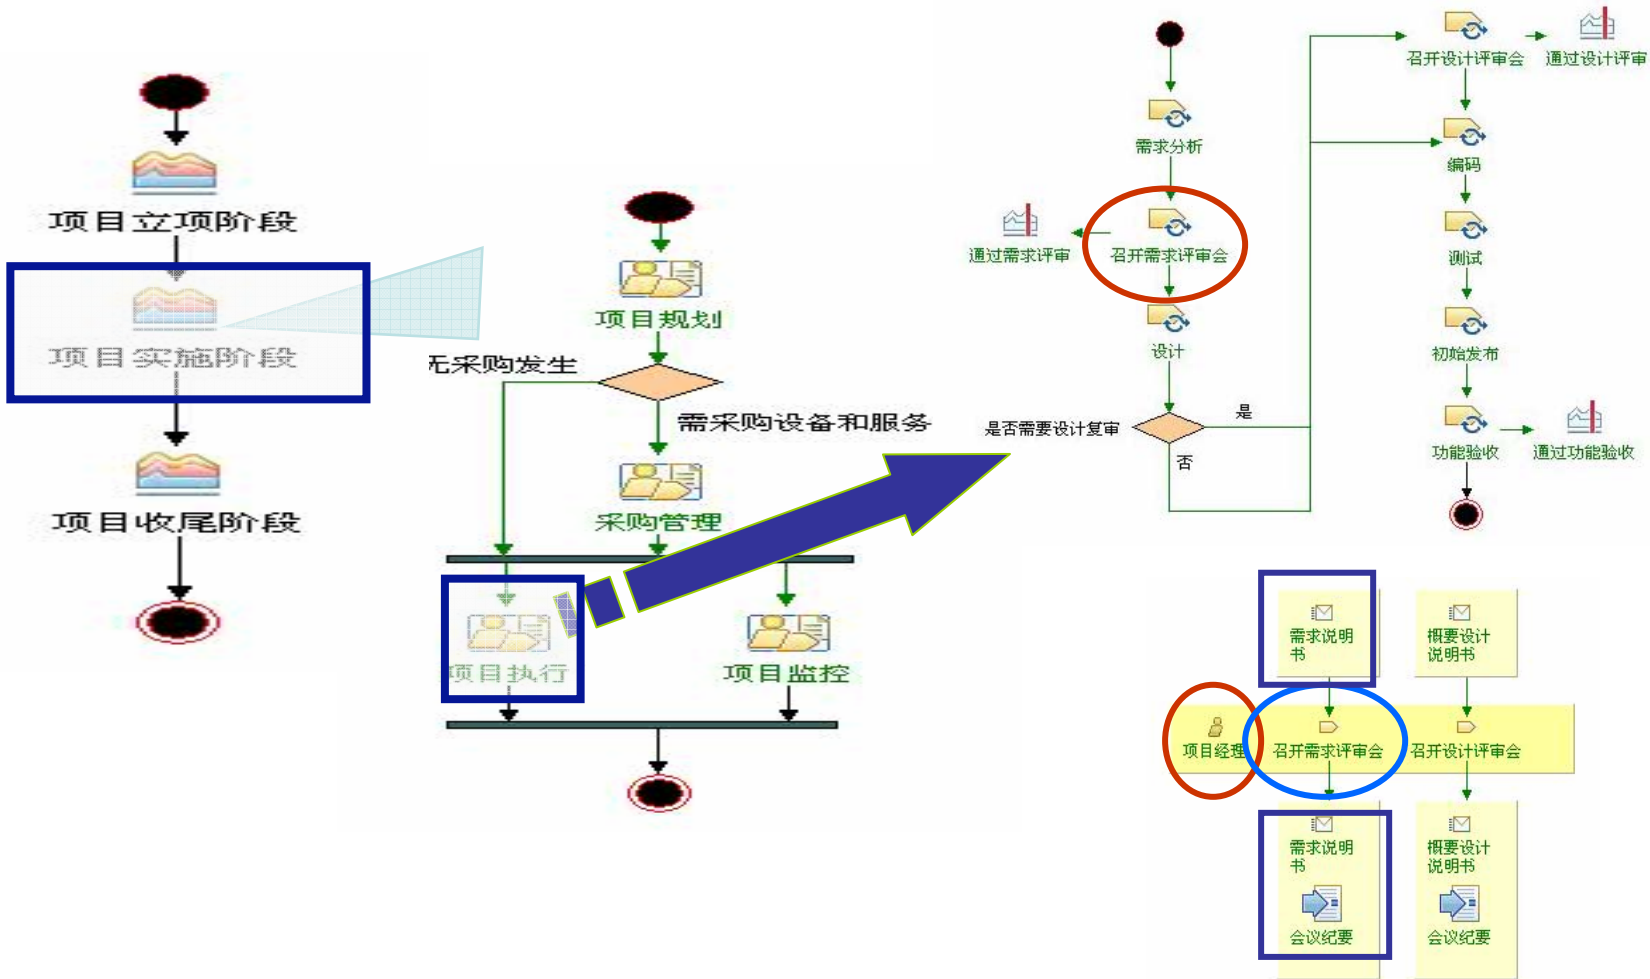 项目立项阶段
项目实施阶段
项目收尾阶段
项目规划
无采购发生
需采购设备和服务
采购管理
项目执行
项目监控
需求分析
通过需求评审
召开需求评审会
设计
是否需要设计复审
是
否
召开设计评审会
通过设计评审
编码
测试
初始发布
功能验收
通过功能验收
需求说明
书
概要设计
说明书
项目经理
召开需求评审会
召开设计评审会
需求说明
书
会议纪要
概要设计
说明书
会议纪要